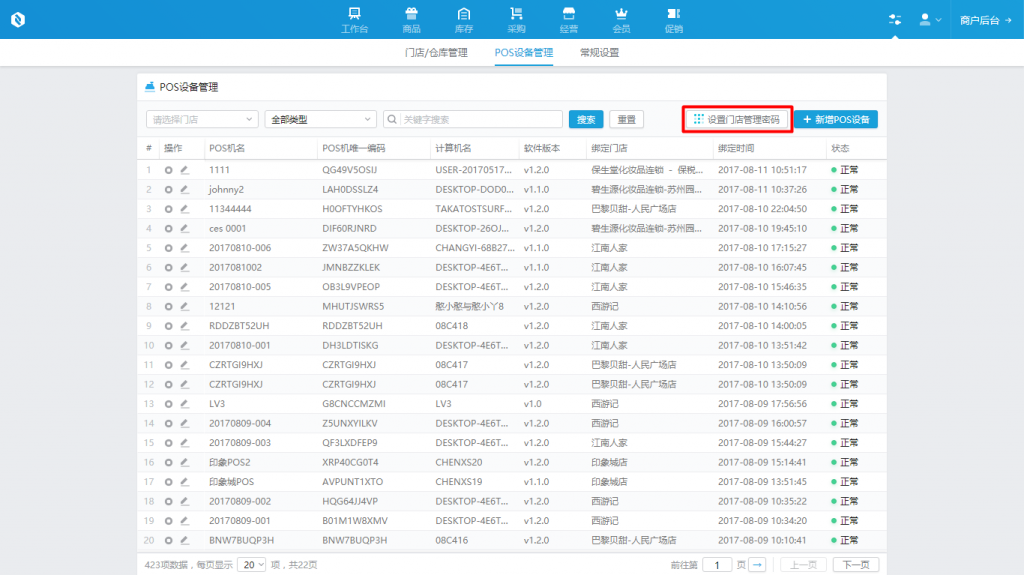 工作台 商品 库存 采购 经营 会员 促销 商户后台 →
门店/仓库管理 POS设备管理 常规设置
POS设备管理
请选择门店 全部类型 关键字搜索 搜索 重置 设置门店管理密码 + 新增POS设备
# 操作 POS机名 POS机唯一编码 计算机名 软件版本 绑定门店 绑定时间 状态
1 1111 QG49V5OSIJ USER-20170517... v1.2.0 保生堂化妆品连锁 - 保税... 2017-08-11 10:51:17 正常
2 johnny2 LAH0DSSLZ4 DESKTOP-DOD0... v1.1.0 碧生源化妆品连锁-苏州园... 2017-08-11 10:37:26 正常
3 11344444 H0OFTYHKOS TAKATOSTSURF... v1.2.0 巴黎贝甜-人民广场店 2017-08-10 22:04:50 正常
4 ces 0001 DIF60RJNRD DESKTOP-26OJ... v1.2.0 碧生源化妆品连锁-苏州园... 2017-08-10 19:45:10 正常
5 20170810-006 ZW37A5QKHW CHANGYI-68B27... v1.1.0 江南人家 2017-08-10 17:15:27 正常
6 2017081002 JMNBZZKLEK DESKTOP-4E6T... v1.1.0 江南人家 2017-08-10 16:07:45 正常
7 20170810-005 OB3L9VPEOP DESKTOP-4E6T... v1.2.0 江南人家 2017-08-10 15:46:35 正常
8 12121 MHUTJSWRS5 憨小憨与憨小丫8 v1.2.0 西游记 2017-08-10 14:10:56 正常
9 RDDZBT52UH RDDZBT52UH 08C418 v1.2.0 江南人家 2017-08-10 14:00:05 正常
10 20170810-001 DH3LDTISKG DESKTOP-4E6T... v1.2.0 江南人家 2017-08-10 13:51:42 正常
11 CZRTGI9HXJ CZRTGI9HXJ 08C417 v1.2.0 巴黎贝甜-人民广场店 2017-08-10 13:50:09 正常
12 CZRTGI9HXJ CZRTGI9HXJ 08C417 v1.2.0 巴黎贝甜-人民广场店 2017-08-10 13:50:09 正常
13 LV3 G8CNCCMZMI LV3 v1.0 西游记 2017-08-09 17:56:56 正常
14 20170809-004 Z5UNXYILKV DESKTOP-4E6T... v1.2.0 西游记 2017-08-09 16:00:57 正常
15 20170809-003 QF3LXDFEP9 DESKTOP-4E6T... v1.2.0 江南人家 2017-08-09 15:44:27 正常
16 印象POS2 XRP40CG0T4 CHENXS20 v1.2.0 印象城店 2017-08-09 15:14:41 正常
17 印象城POS AVPUNT1XTO CHENXS19 v1.1.0 印象城店 2017-08-09 13:51:45 正常
18 20170809-002 HQG64JJ4VP DESKTOP-4E6T... v1.2.0 西游记 2017-08-09 10:35:22 正常
19 20170809-001 B01M1W8XMV DESKTOP-4E6T... v1.2.0 西游记 2017-08-09 10:34:20 正常
20 BNW7BUQP3H BNW7BUQP3H 08C416 v1.2.0 巴黎贝甜-人民广场店 2017-08-09 10:10:41 正常
423项数据，每页显示 20 项，共22页 前往第 1 页 → 上一页 下一页